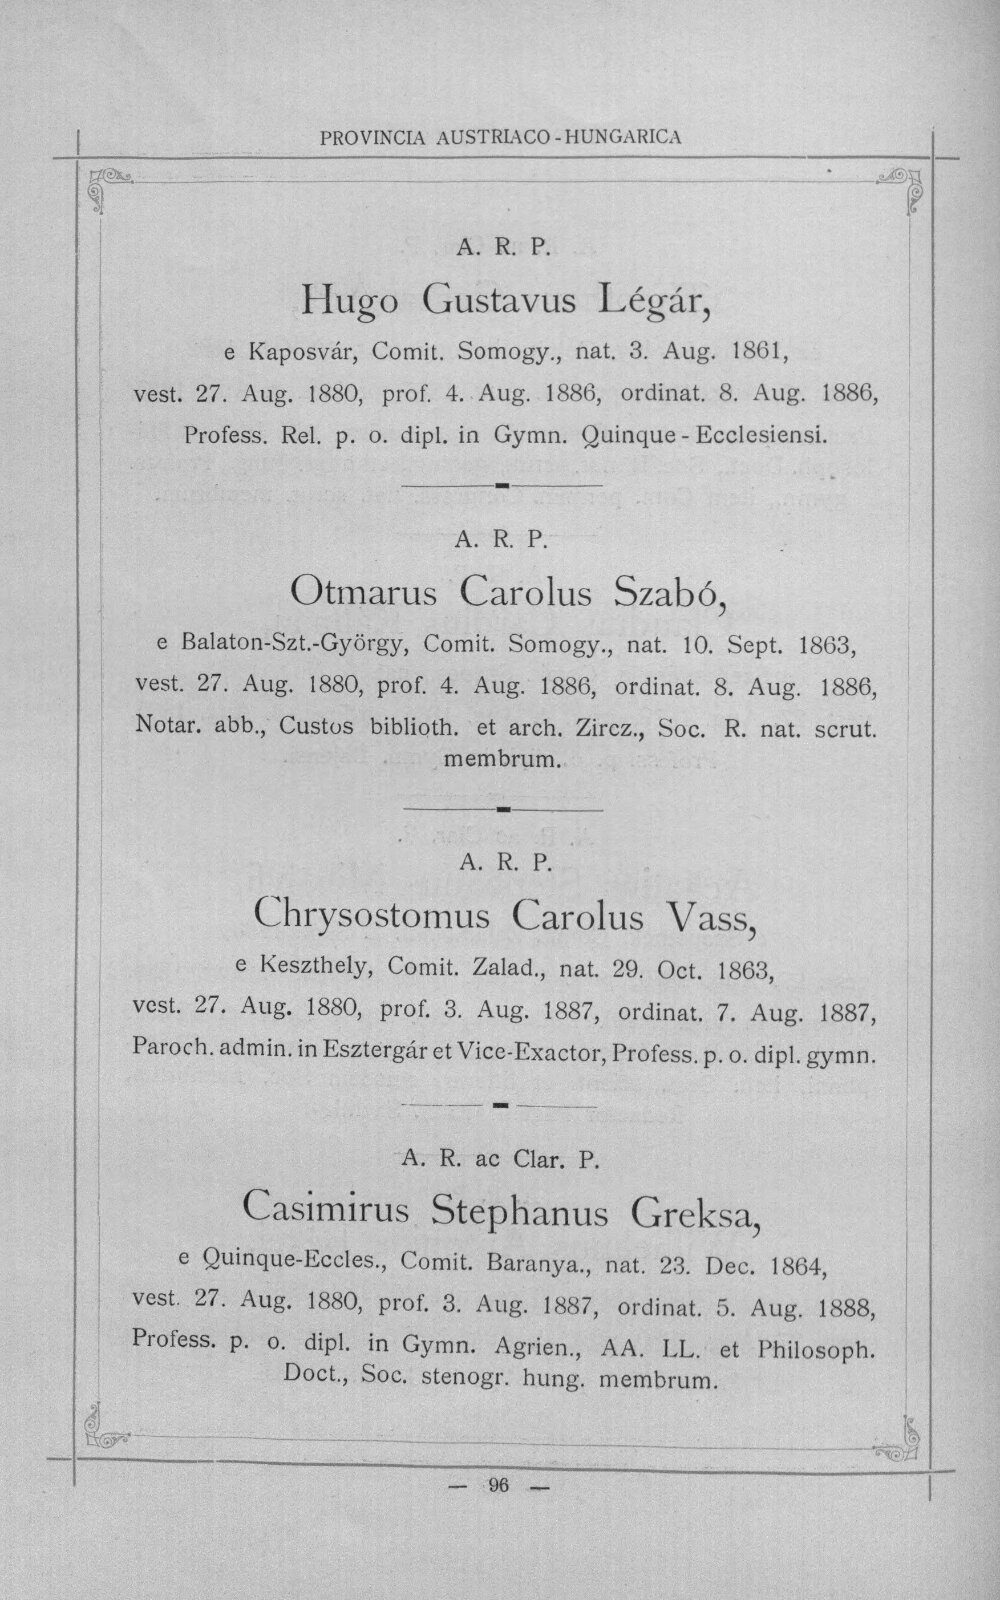 PROVINCIA AUSTRIACO-HUNGARICA
A. R. P.
Hugo Gustavus Légár,
e Kaposvár, Comit. Somogy., nat. 3. Aug. 1861,
vest. 27. Aug. 1880, prof. 4. Aug. 1886, ordinat. 8. Aug. 1886,
Profess. Rel. p. o. dipl. in Gymn. Quinque-Ecclesiensi.
A. R. P.
Otmarus Carolus Szabó,
e Balaton-Szt.-György, Comit. Somogy., nat. 10. Sept. 1863,
vest. 27. Aug. 1880, prof. 4. Aug. 1886, ordinat. 8. Aug. 1886,
Notar. abb., Custos biblioth. et arch. Zircz., Soc. R. nat. scrut.
membrum.
A. R. P.
Chrysostomus Carolus Vass,
e Keszthely, Comit. Zalad., nat. 29. Oct. 1863,
vest. 27. Aug. 1880, prof. 3. Aug. 1887, ordinat. 7. Aug. 1887,
Paroch. admin. in Esztergár et Vice-Exactor, Profess. p. o. dipl. gymn.
A. R. ac Clar. P.
Casimirus Stephanus Greksa,
e Quinque-Eccles., Comit. Baranya., nat. 23. Dec. 1864,
vest. 27. Aug. 1880, prof. 3. Aug. 1887, ordinat. 5. Aug. 1888,
Profess. p. o. dipl. in Gymn. Agrien., AA. LL. et Philosoph.
Doct., Soc. stenogr. hung. membrum.
— 96 —